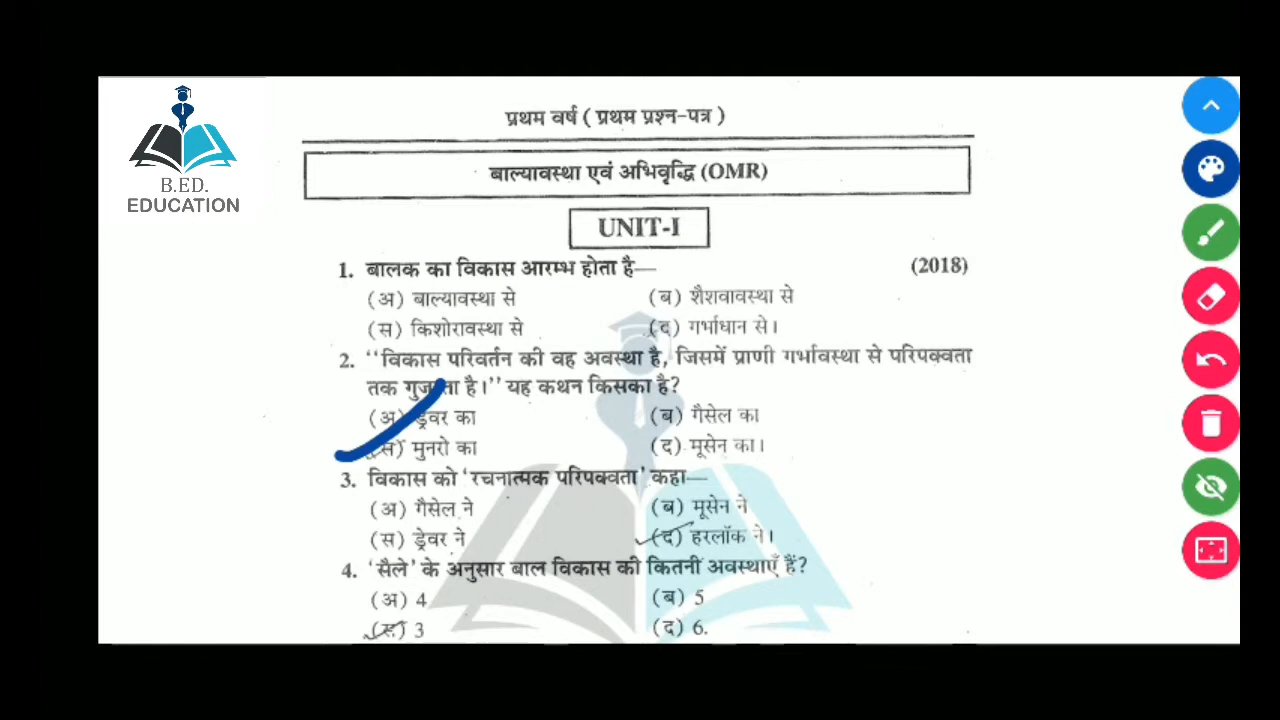 B.ED.
EDUCATION
प्रथम वर्ष ( प्रथम प्रश्न-पत्र )
बाल्यावस्था एवं अभिवृद्धि (OMR)
UNIT-I
1. बालक का विकास आरम्भ होता है— (2018)
(अ) बाल्यावस्था से (ब) शैशवावस्था से
(स) किशोरावस्था से (द) गर्भाधान से।
2. ''विकास परिवर्तन की वह अवस्था है, जिसमें प्राणी गर्भावस्था से परिपक्वता
तक गुजरता है।'' यह कथन किसका है?
(अ) ड्रेवर का (ब) गैसेल का
(स) मुनरो का (द) मूसेन का।
3. विकास को 'रचनात्मक परिपक्वता' कहा—
(अ) गैसेल ने (ब) मूसेन ने
(स) ड्रेवर ने (द) हरलॉक ने।
4. 'सैले' के अनुसार बाल विकास की कितनी अवस्थाएँ हैं?
(अ) 4 (ब) 5
(स) 3 (द) 6.